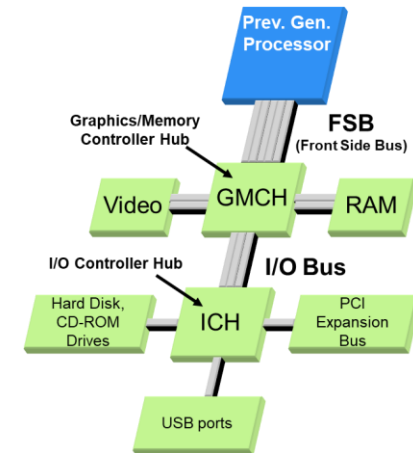 Prev. Gen.
Processor
Graphics/Memory
Controller Hub
FSB
(Front Side Bus)
Video
GMCH
RAM
I/O Controller Hub
I/O Bus
Hard Disk,
CD-ROM
Drives
ICH
PCI
Expansion
Bus
USB ports